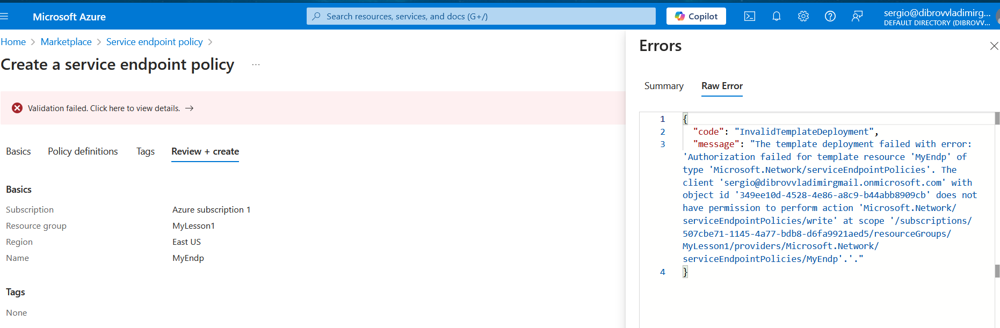 Microsoft Azure
Search resources, services, and docs (G+/)
Copilot
sergio@dibrovvladimirg...
DEFAULT DIRECTORY (DIBROVV...
Home > Marketplace > Service endpoint policy >
Create a service endpoint policy ...
Validation failed. Click here to view details. →
Basics Policy definitions Tags Review + create
Basics
Subscription Azure subscription 1
Resource group MyLesson1
Region East US
Name MyEndp
Tags
None
Errors
Summary Raw Error
1 {
2 "code": "InvalidTemplateDeployment",
3 "message": "The template deployment failed with error:
'Authorization failed for template resource 'MyEndp' of
type 'Microsoft.Network/serviceEndpointPolicies'. The
client 'sergio@dibrovvladimirgmail.onmicrosoft.com' with
object id '349ee10d-4528-4e86-a8c9-b44abb8909cb' does not
have permission to perform action 'Microsoft.Network/
serviceEndpointPolicies/write' at scope '/subscriptions/
507cbe71-1145-4a77-bdb8-d6fa9921aed5/resourceGroups/
MyLesson1/providers/Microsoft.Network/
serviceEndpointPolicies/MyEndp'.'."
4 }